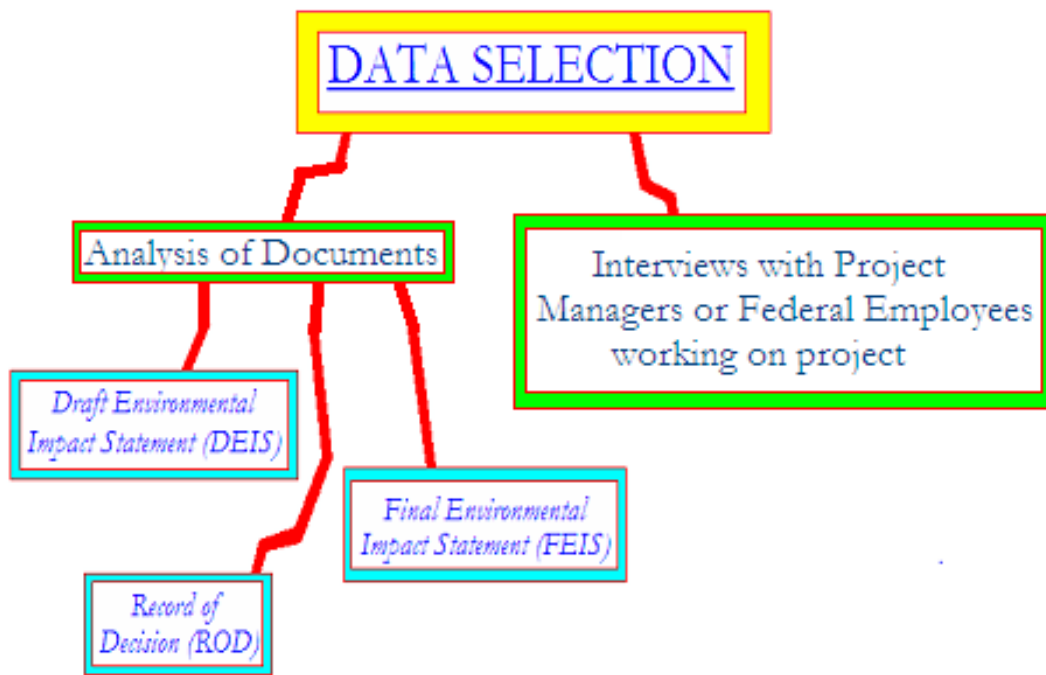 DATA SELECTION
Analysis of Documents
Interviews with Project
Managers or Federal Employees
working on project
Draft Environmental
Impact Statement (DEIS)
Final Environmental
Impact Statement (FEIS)
Record of
Decision (ROD)